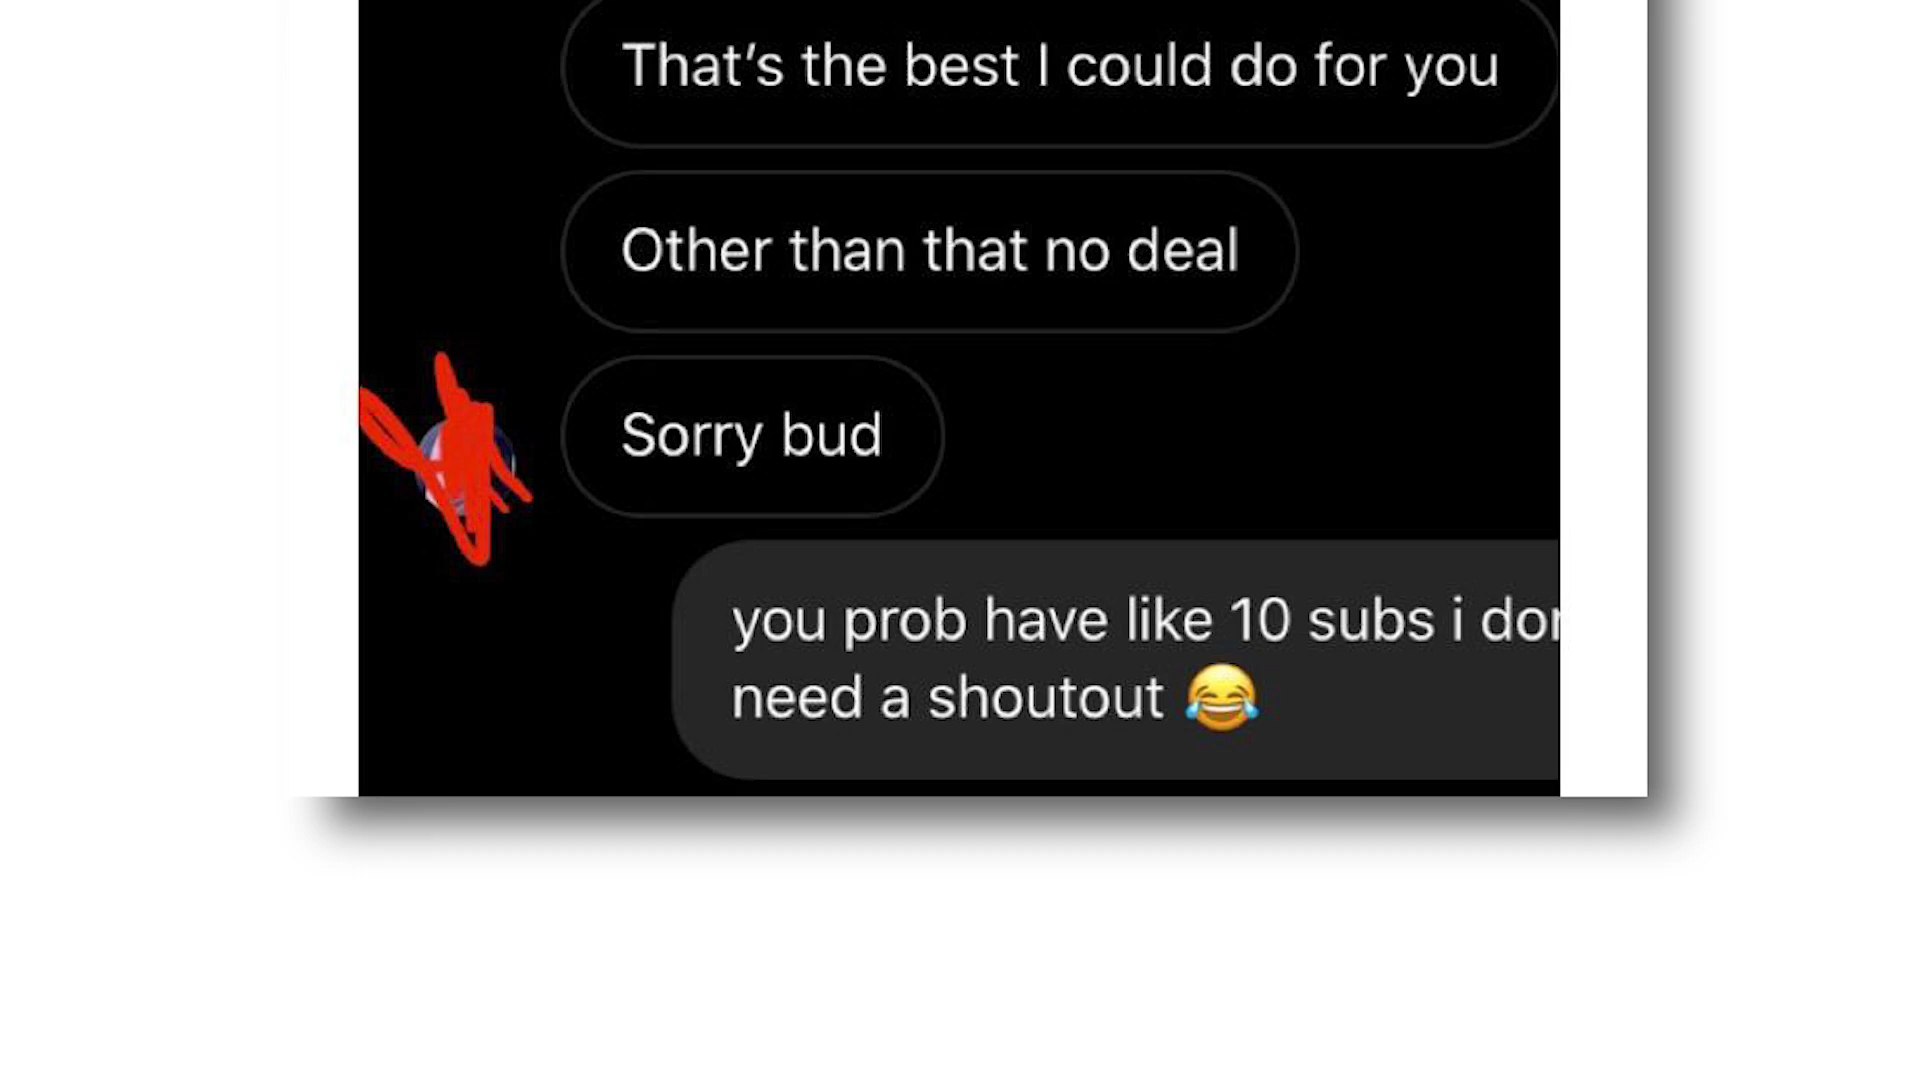 That’s the best I could do for you
Other than that no deal
Sorry bud
you prob have like 10 subs i
need a shoutout 😂